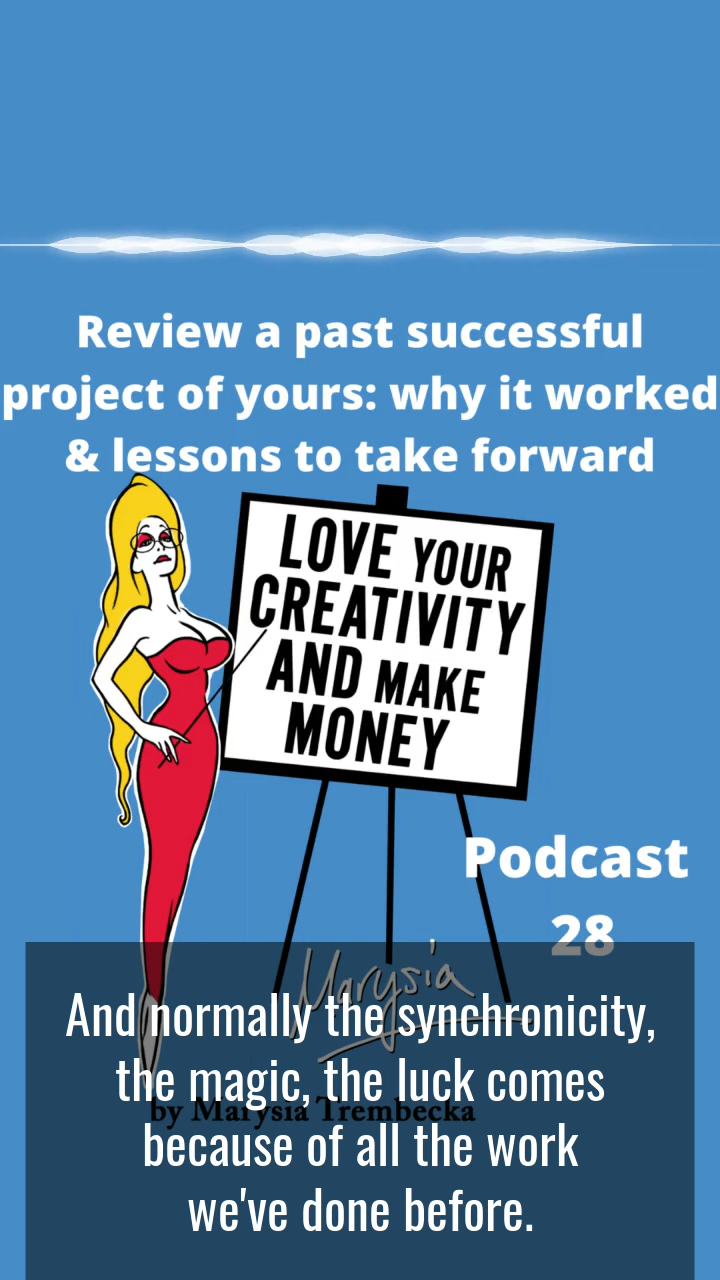 Review a past successful
project of yours: why it worked
& lessons to take forward
LOVE YOUR
CREATIVITY
AND MAKE
MONEY
Podcast
28
Marysia
by Marysia Trembecka
And normally the synchronicity,
the magic, the luck comes
because of all the work
we've done before.